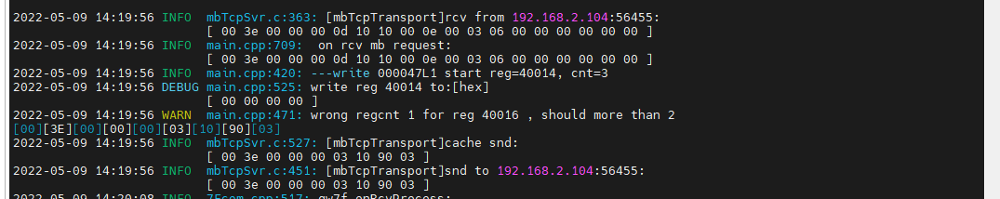 2022-05-09 14:19:56 INFO mbTcpSvr.c:363: [mbTcpTransport]rcv from 192.168.2.104:56455:
[ 00 3e 00 00 00 0d 10 10 00 0e 00 03 06 00 00 00 00 00 00 ]
2022-05-09 14:19:56 INFO main.cpp:709: on rcv mb request:
[ 00 3e 00 00 00 0d 10 10 00 0e 00 03 06 00 00 00 00 00 00 ]
2022-05-09 14:19:56 INFO main.cpp:420: ---write 000047L1 start reg=40014, cnt=3
2022-05-09 14:19:56 DEBUG main.cpp:525: write reg 40014 to:[hex]
[ 00 00 00 00 ]
2022-05-09 14:19:56 WARN main.cpp:471: wrong regcnt 1 for reg 40016 , should more than 2
[00][3E][00][00][00][03][10][90][03]
2022-05-09 14:19:56 INFO mbTcpSvr.c:527: [mbTcpTransport]cache snd:
[ 00 3e 00 00 00 03 10 90 03 ]
2022-05-09 14:19:56 INFO mbTcpSvr.c:451: [mbTcpTransport]snd to 192.168.2.104:56455:
[ 00 3e 00 00 00 03 10 90 03 ]